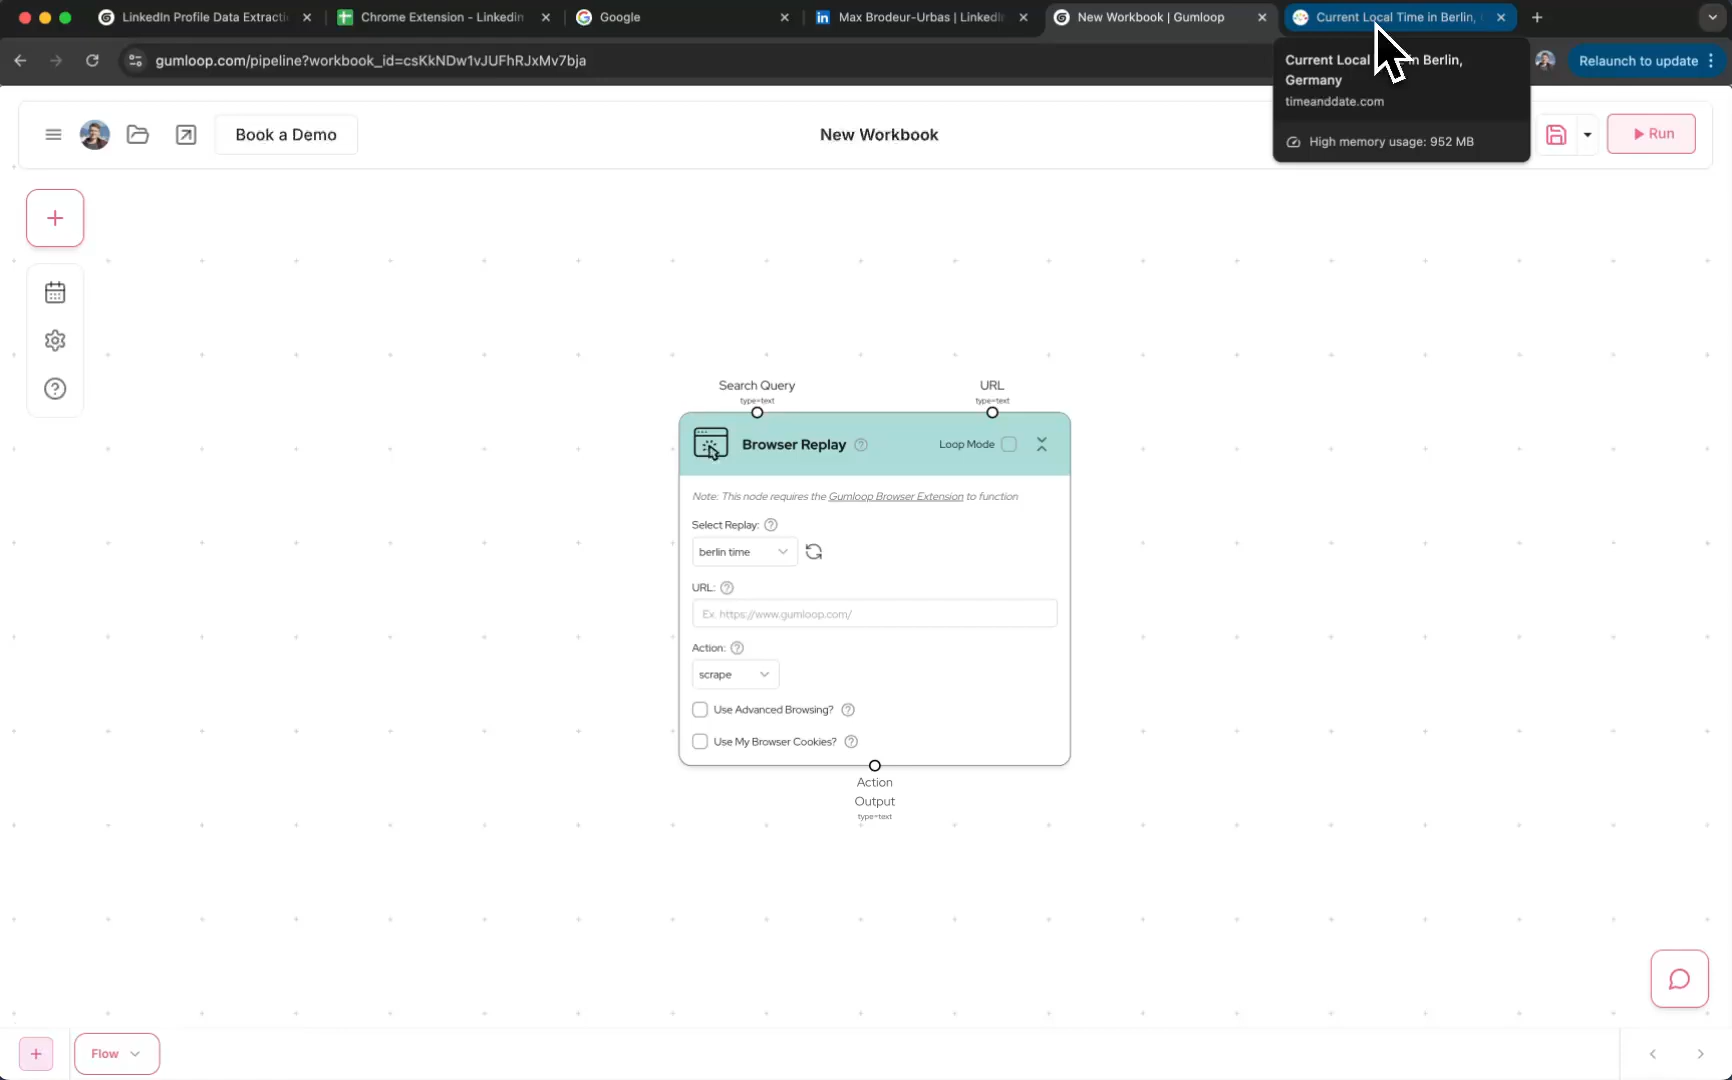 LinkedIn Profile Data Extracti
Chrome Extension - Linkedin
Google
Max Brodeur-Urbas | LinkedIn
New Workbook | Gumloop
Current Local Time in Berlin,
gumloop.com/pipeline?workbook_id=csKkNDw1vJUFhRJxMv7bja
Relaunch to update
Current Local in Berlin,
Germany
timeanddate.com
High memory usage: 952 MB
Book a Demo
New Workbook
Run
Search Query
type=text
URL
type=text
Browser Replay
Loop Mode
Note: This node requires the Gumloop Browser Extension to function
Select Replay:
berlin time
URL:
Ex. https://www.gumloop.com/
Action:
scrape
Use Advanced Browsing?
Use My Browser Cookies?
Action
Output
type=text
Flow